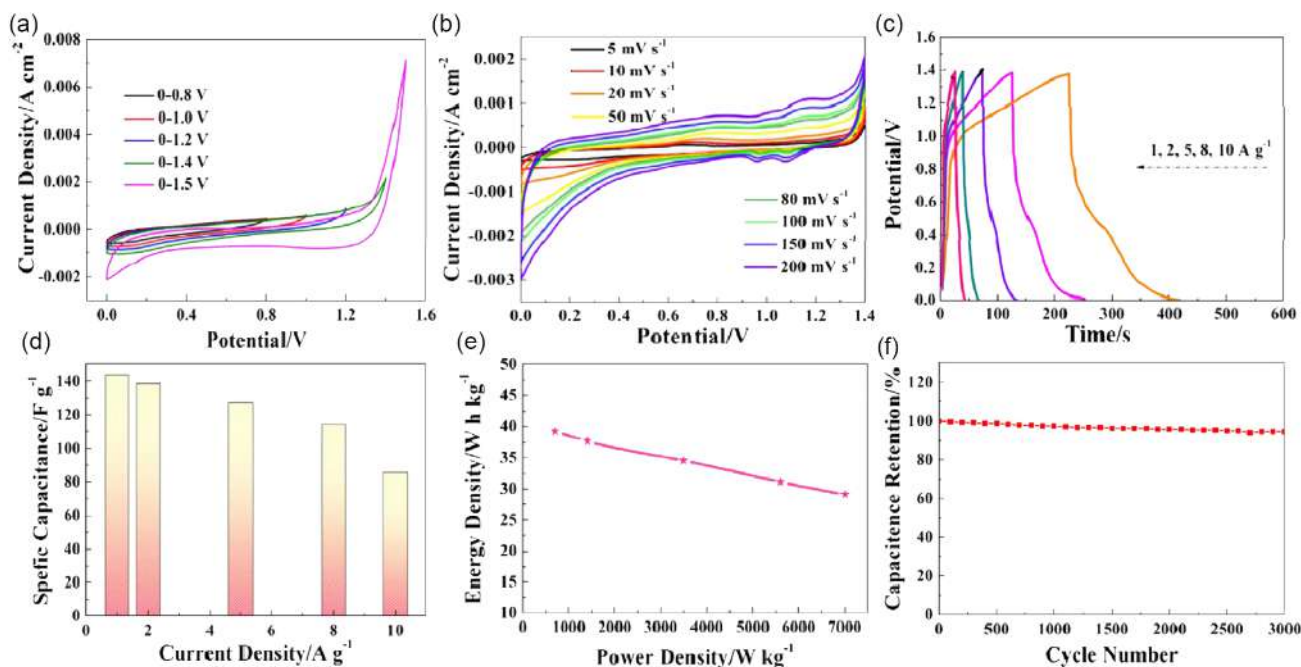 (a)
0.008
0.006
0.004
0.002
0.000
-0.002
Current Density/A cm⁻²
0–0.8 V
0–1.0 V
0–1.2 V
0–1.4 V
0–1.5 V
0.0 0.4 0.8 1.2 1.6
Potential/V
(b)
0.002
0.001
0.000
-0.001
-0.002
-0.003
Current Density/A cm⁻²
5 mV s⁻¹
10 mV s⁻¹
20 mV s⁻¹
50 mV s⁻¹
80 mV s⁻¹
100 mV s⁻¹
150 mV s⁻¹
200 mV s⁻¹
0.0 0.2 0.4 0.6 0.8 1.0 1.2 1.4
Potential/V
(c)
1.6
1.4
1.2
1.0
0.8
0.6
0.4
0.2
0.0
Potential/V
1, 2, 5, 8, 10 A g⁻¹
0 100 200 300 400 500 600
Time/s
(d)
140
120
100
80
60
40
20
0
Spefic Capacitance/F g⁻¹
0 2 4 6 8 10
Current Density/A g⁻¹
(e)
50
45
40
35
30
25
20
15
10
Energy Density/W h kg⁻¹
0 1000 2000 3000 4000 5000 6000 7000
Power Density/W kg⁻¹
(f)
120
100
80
60
40
20
0
Capacitence Retention/%
0 500 1000 1500 2000 2500 3000
Cycle Number